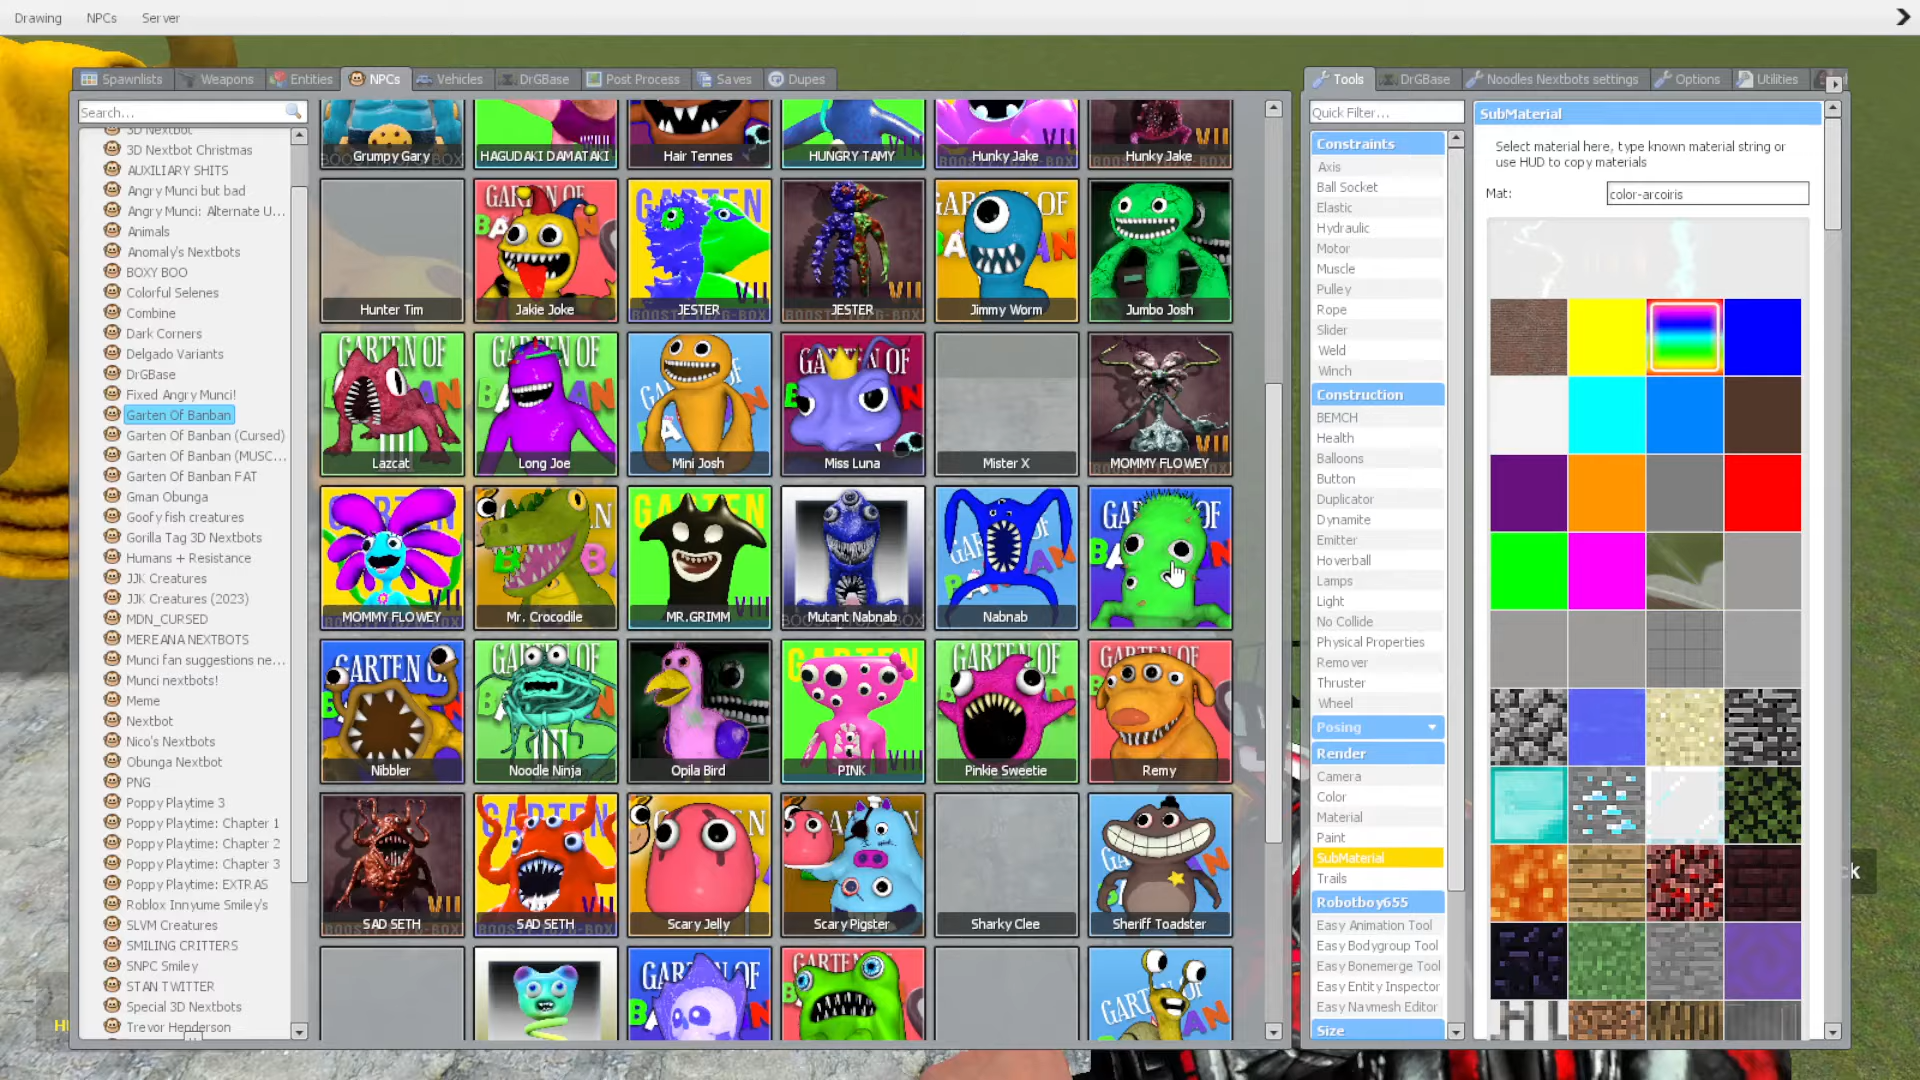 Drawing NPCs Server
Spawnlists Weapons Entities NPCs Vehicles DrGBase Post Process Saves Dupes
Search...
3D Nextbot
3D Nextbot Christmas
AUXILIARY SHITS
Angry Munci but bad
Angry Munci: Alternate U...
Animals
Anomaly's Nextbots
BOXY BOO
Colorful Selenes
Combine
Dark Corners
Delgado Variants
DrGBase
Fixed Angry Munci!
Garten Of Banban
Garten Of Banban (Cursed)
Garten Of Banban (MUSC...
Garten Of Banban FAT
Gman Obunga
Goofy fish creatures
Gorilla Tag 3D Nextbots
Humans + Resistance
JJK Creatures
JJK Creatures (2023)
MDN_CURSED
MEREANA NEXTBOTS
Munci fan suggestions ne...
Munci nextbots!
Meme
Nextbot
Nico's Nextbots
Obunga Nextbot
PNG
Poppy Playtime 3
Poppy Playtime: Chapter 1
Poppy Playtime: Chapter 2
Poppy Playtime: Chapter 3
Poppy Playtime: EXTRAS
Roblox Innyume Smiley's
SLVM Creatures
SMILING CRITTERS
SNPC Smiley
STAN TWITTER
Special 3D Nextbots
Trevor Henderson
Grumpy Gary HAGUDAKI DAMATAKI Hair Tennes HUNGRY TAMY Hunky Jake Hunky Jake
Hunter Tim Jakie Joke JESTER JESTER Jimmy Worm Jumbo Josh
Lazcat Long Joe Mini Josh Miss Luna Mister X MOMMY FLOWEY
MOMMY FLOWEY Mr. Crocodile MR.GRIMM Mutant Nabnab Nabnab
Nibbler Noodle Ninja Opila Bird PINK Pinkie Sweetie Remy
SAD SETH SAD SETH Scary Jelly Scary Pigster Sharky Clee Sheriff Toadster
Tools DrGBase Noodles Nextbots settings Options Utilities
Quick Filter...
Constraints
Axis
Ball Socket
Elastic
Hydraulic
Motor
Muscle
Pulley
Rope
Slider
Weld
Winch
Construction
BEMCH
Health
Balloons
Button
Duplicator
Dynamite
Emitter
Hoverball
Lamps
Light
No Collide
Physical Properties
Remover
Thruster
Wheel
Posing
Render
Camera
Color
Material
Paint
SubMaterial
Trails
Robotboy655
Easy Animation Tool
Easy Bodygroup Tool
Easy Bonemerge Tool
Easy Entity Inspector
Easy Navmesh Editor
Size
SubMaterial
Select material here, type known material string or
use HUD to copy materials
Mat: color-arcoiris